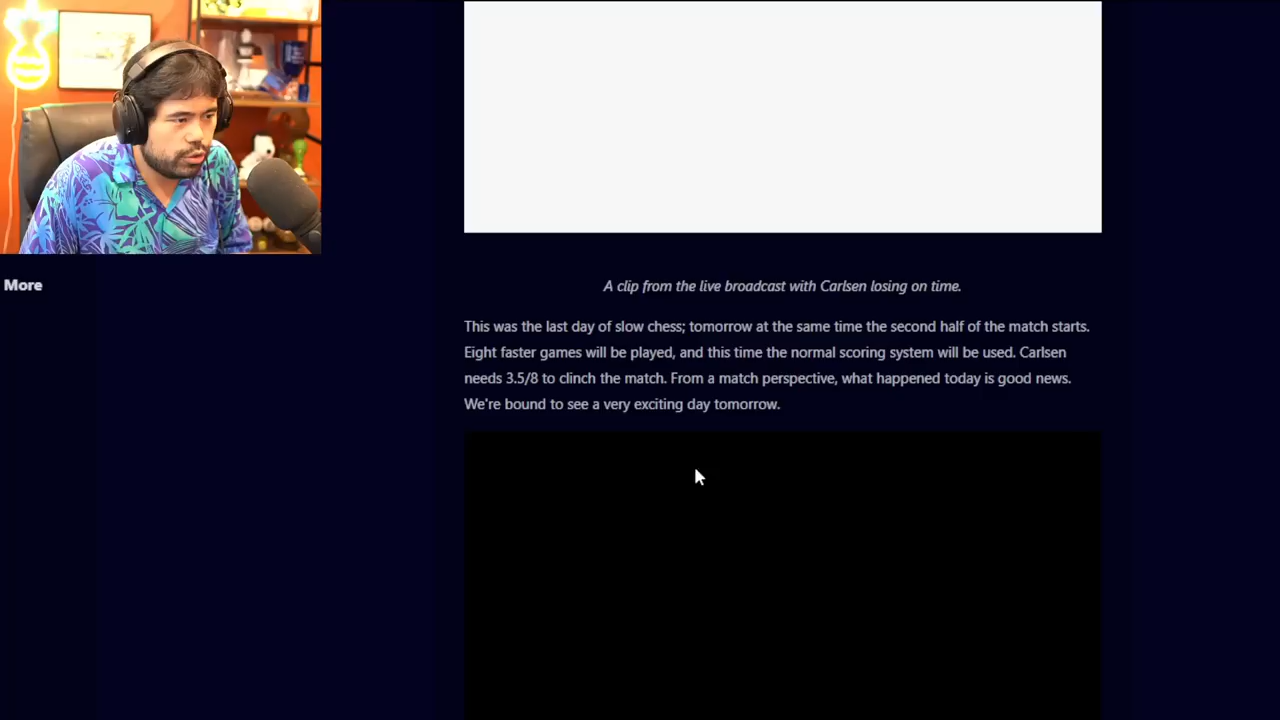 More
A clip from the live broadcast with Carlsen losing on time.
This was the last day of slow chess; tomorrow at the same time the second half of the match starts.
Eight faster games will be played, and this time the normal scoring system will be used. Carlsen
needs 3.5/8 to clinch the match. From a match perspective, what happened today is good news.
We're bound to see a very exciting day tomorrow.